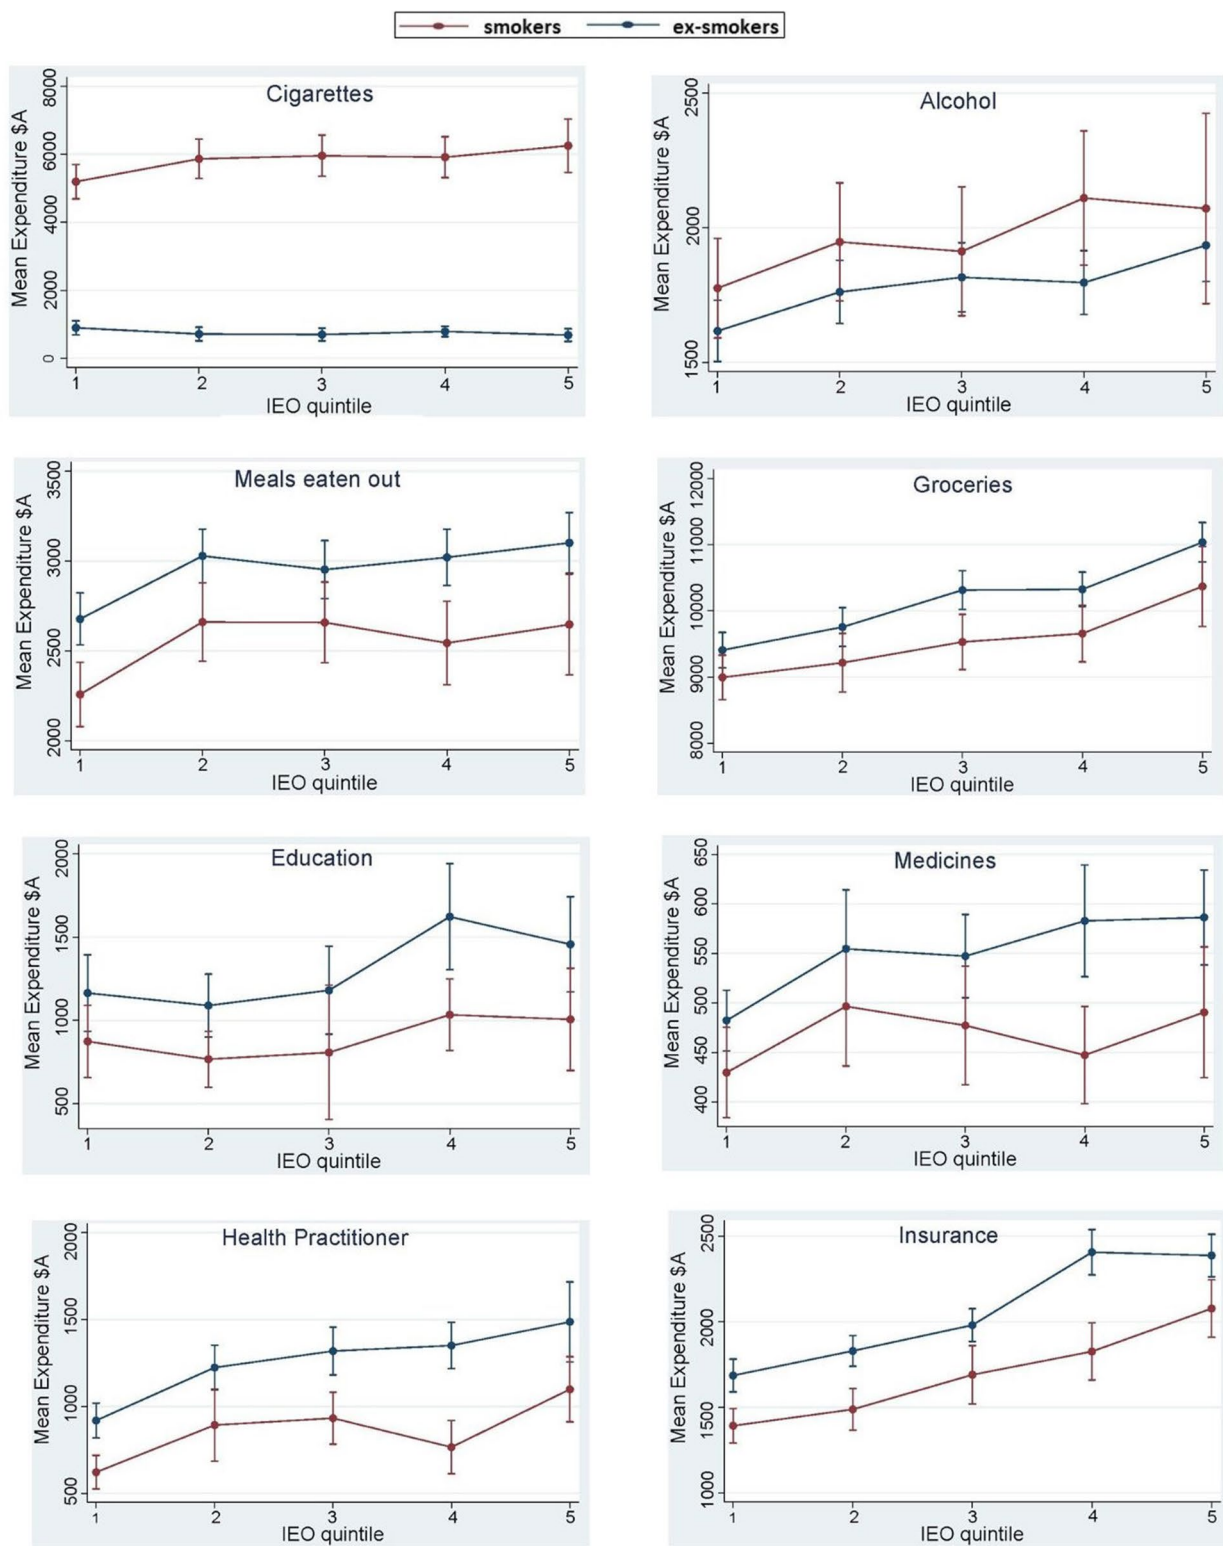 smokers ex-smokers
Cigarettes
Mean Expenditure $A
8000
6000
4000
2000
0
1 2 3 4 5
IEO quintile
Alcohol
Mean Expenditure $A
2500
2000
1500
1 2 3 4 5
IEO quintile
Meals eaten out
Mean Expenditure $A
3500
3000
2500
2000
1 2 3 4 5
IEO quintile
Groceries
Mean Expenditure $A
12000
11000
10000
9000
8000
1 2 3 4 5
IEO quintile
Education
Mean Expenditure $A
2000
1500
1000
500
1 2 3 4 5
IEO quintile
Medicines
Mean Expenditure $A
650
600
550
500
450
400
1 2 3 4 5
IEO quintile
Health Practitioner
Mean Expenditure $A
2000
1500
1000
500
1 2 3 4 5
IEO quintile
Insurance
Mean Expenditure $A
2500
2000
1500
1000
1 2 3 4 5
IEO quintile